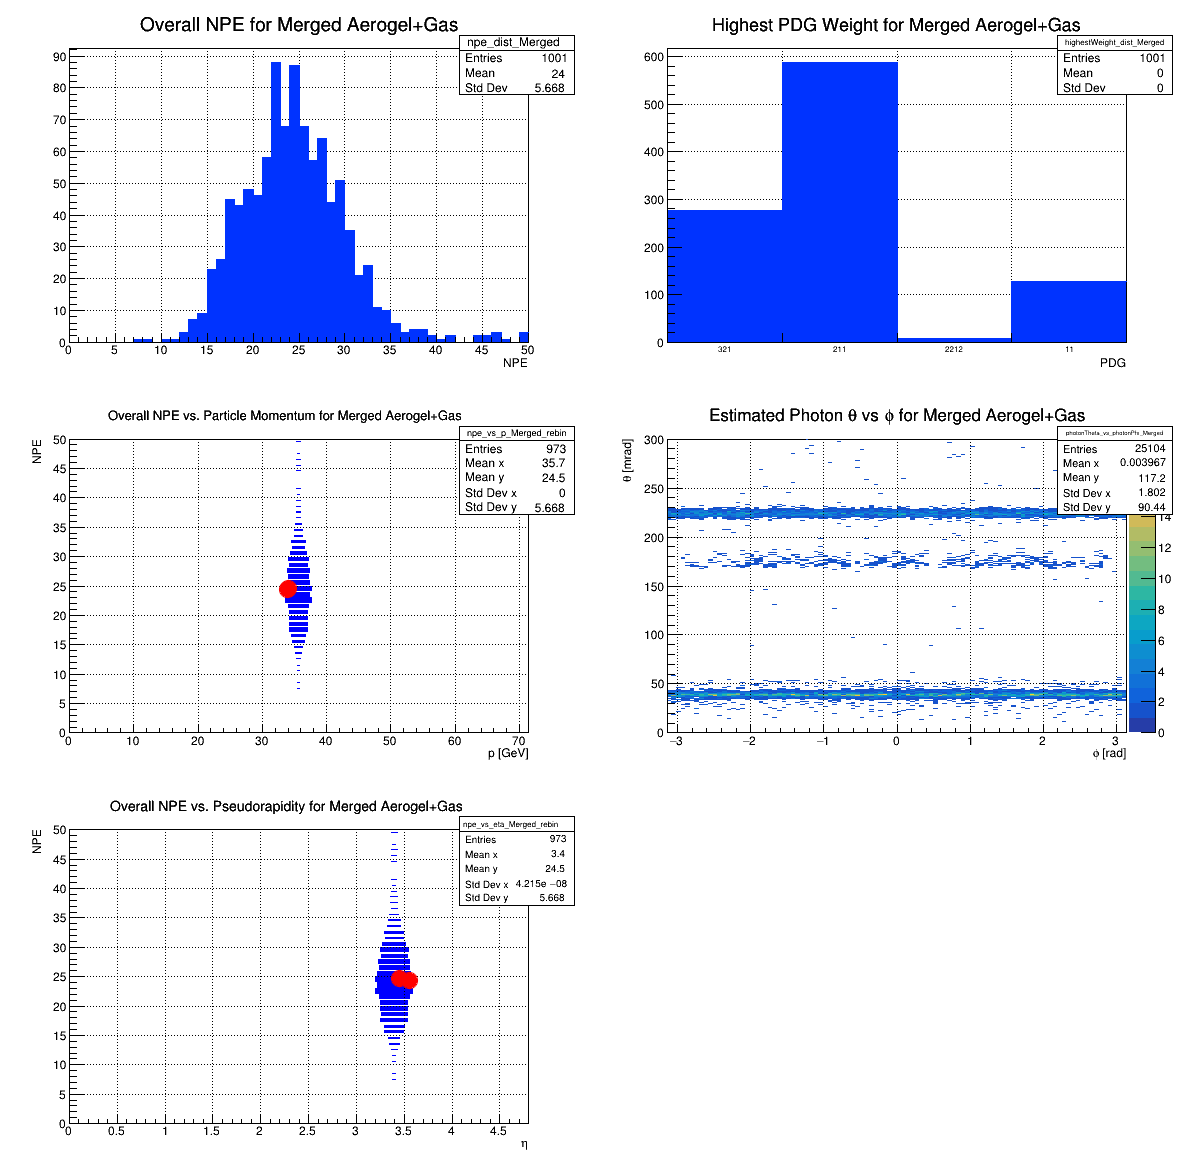 Overall NPE for Merged Aerogel+Gas
npe_dist_Merged
Entries 1001
Mean 24
Std Dev 5.668
90
80
70
60
50
40
30
20
10
0
0 5 10 15 20 25 30 35 40 45 50
NPE
Highest PDG Weight for Merged Aerogel+Gas
highestWeight_dist_Merged
Entries 1001
Mean 0
Std Dev 0
600
500
400
300
200
100
0
321 211 2212 11
PDG
Overall NPE vs. Particle Momentum for Merged Aerogel+Gas
npe_vs_p_Merged_rebin
Entries 973
Mean x 35.7
Mean y 24.5
Std Dev x 0
Std Dev y 5.668
NPE
50
45
40
35
30
25
20
15
10
5
0
0 10 20 30 40 50 60 70
p [GeV]
Estimated Photon θ vs ϕ for Merged Aerogel+Gas
photonTheta_vs_photonPhi_Merged
Entries 25104
Mean x 0.003967
Mean y 117.2
Std Dev x 1.802
Std Dev y 90.44
θ [mrad]
300
250
200
150
100
50
0
−3 −2 −1 0 1 2 3
ϕ [rad]
14
12
10
8
6
4
2
0
Overall NPE vs. Pseudorapidity for Merged Aerogel+Gas
npe_vs_eta_Merged_rebin
Entries 973
Mean x 3.4
Mean y 24.5
Std Dev x 4.215e −08
Std Dev y 5.668
NPE
50
45
40
35
30
25
20
15
10
5
0
0 0.5 1 1.5 2 2.5 3 3.5 4 4.5
η